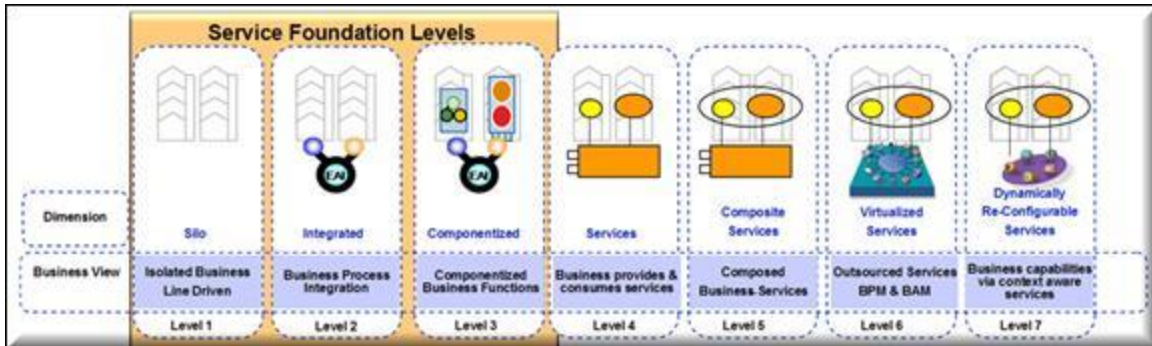 Service Foundation Levels
EAI
EAI
Dimension
Silo
Integrated
Componentized
Services
Composite
Services
Virtualized
Services
Dynamically
Re-Configurable
Services
Business View
Isolated Business
Line Driven
Business Process
Integration
Componentized
Business Functions
Business provides &
consumes services
Composed
Business Services
Outsourced Services
BPM & BAM
Business capabilities
via context aware
services
Level 1
Level 2
Level 3
Level 4
Level 5
Level 6
Level 7